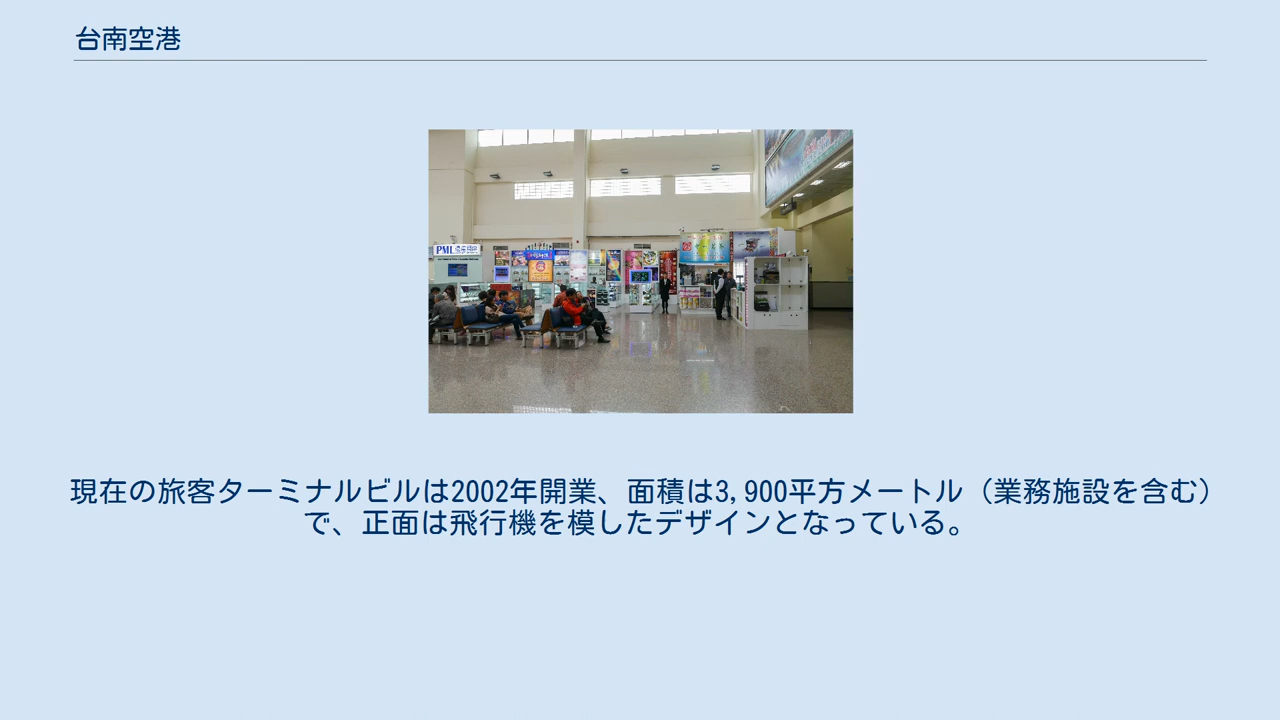 台南空港
PML
現在の旅客ターミナルビルは2002年開業、面積は3,900平方メートル（業務施設を含む）
で、正面は飛行機を模したデザインとなっている。